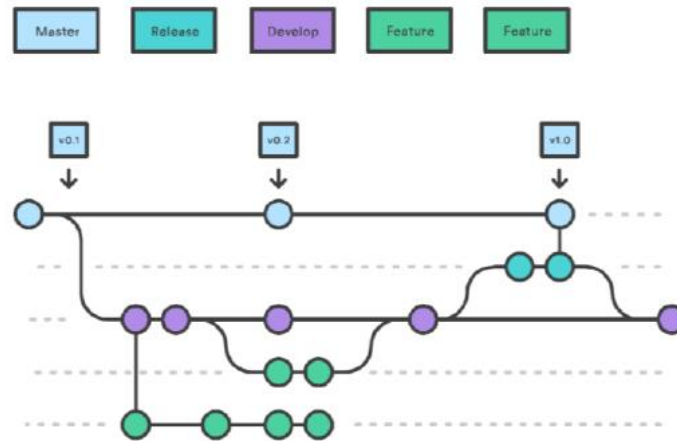 Master
Release
Develop
Feature
Feature
v0.1
v0.2
v1.0